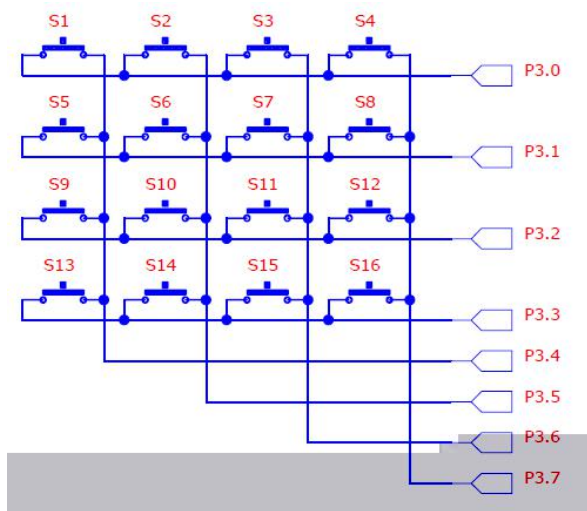 S1 S2 S3 S4
P3.0
S5 S6 S7 S8
P3.1
S9 S10 S11 S12
P3.2
S13 S14 S15 S16
P3.3
P3.4
P3.5
P3.6
P3.7